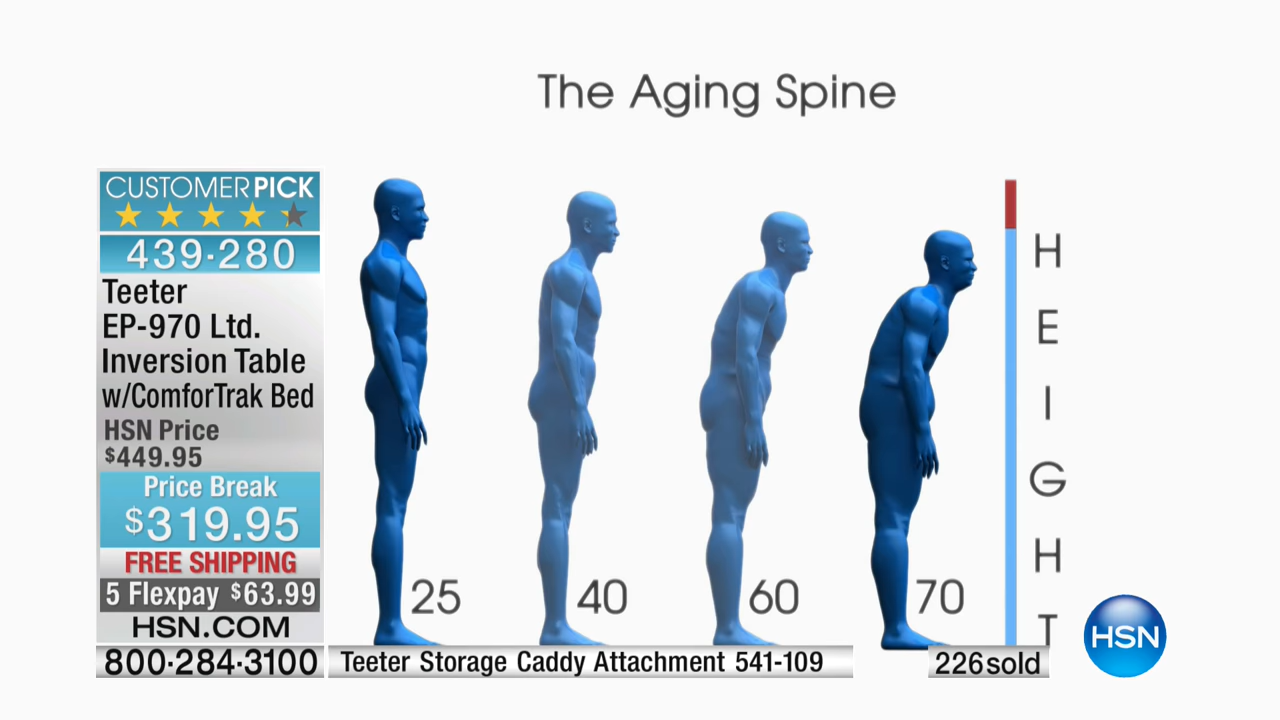 The Aging Spine
CUSTOMERPICK
439·280
Teeter
EP-970 Ltd.
Inversion Table
w/ComforTrak Bed
HSN Price
$449.95
Price Break
$319.95
FREE SHIPPING
5 Flexpay $63.99
HSN.COM
800·284·3100
25
40
60
70
H
E
I
G
H
T
Teeter Storage Caddy Attachment 541-109
226 sold
HSN